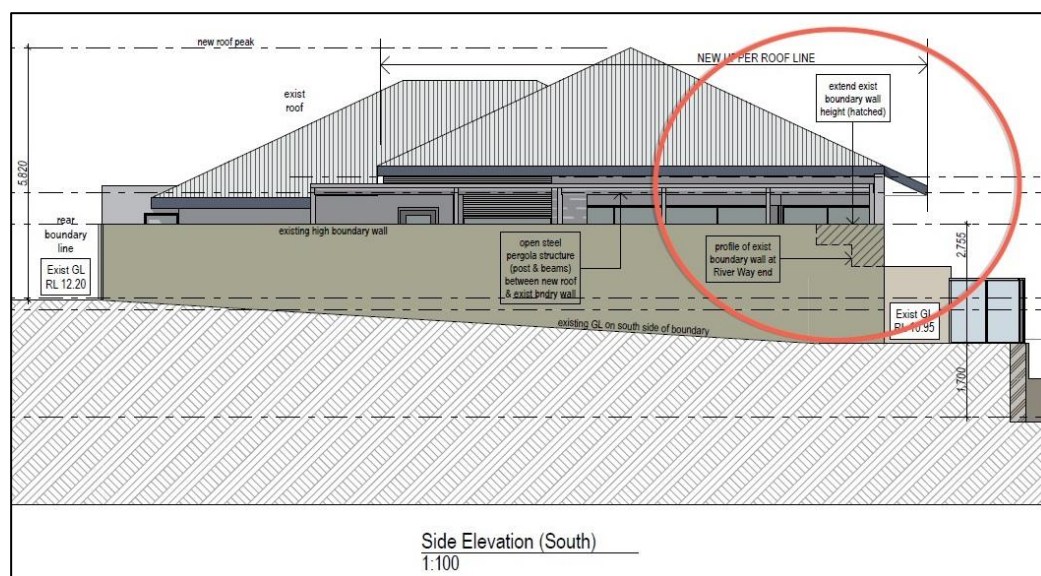 new roof peak
NEW UPPER ROOF LINE
exist
roof
extend exist
boundary wall
height (hatched)
5.820
rear
boundary
line
existing high boundary wall
open steel
pergola structure
(post & beams)
between new roof
& exist bndry wall
profile of exist
boundary wall at
River Way end
2.755
Exist GL
RL 12.20
existing GL on south side of boundary
Exist GL
RL 10.95
1.700
Side Elevation (South)
1:100